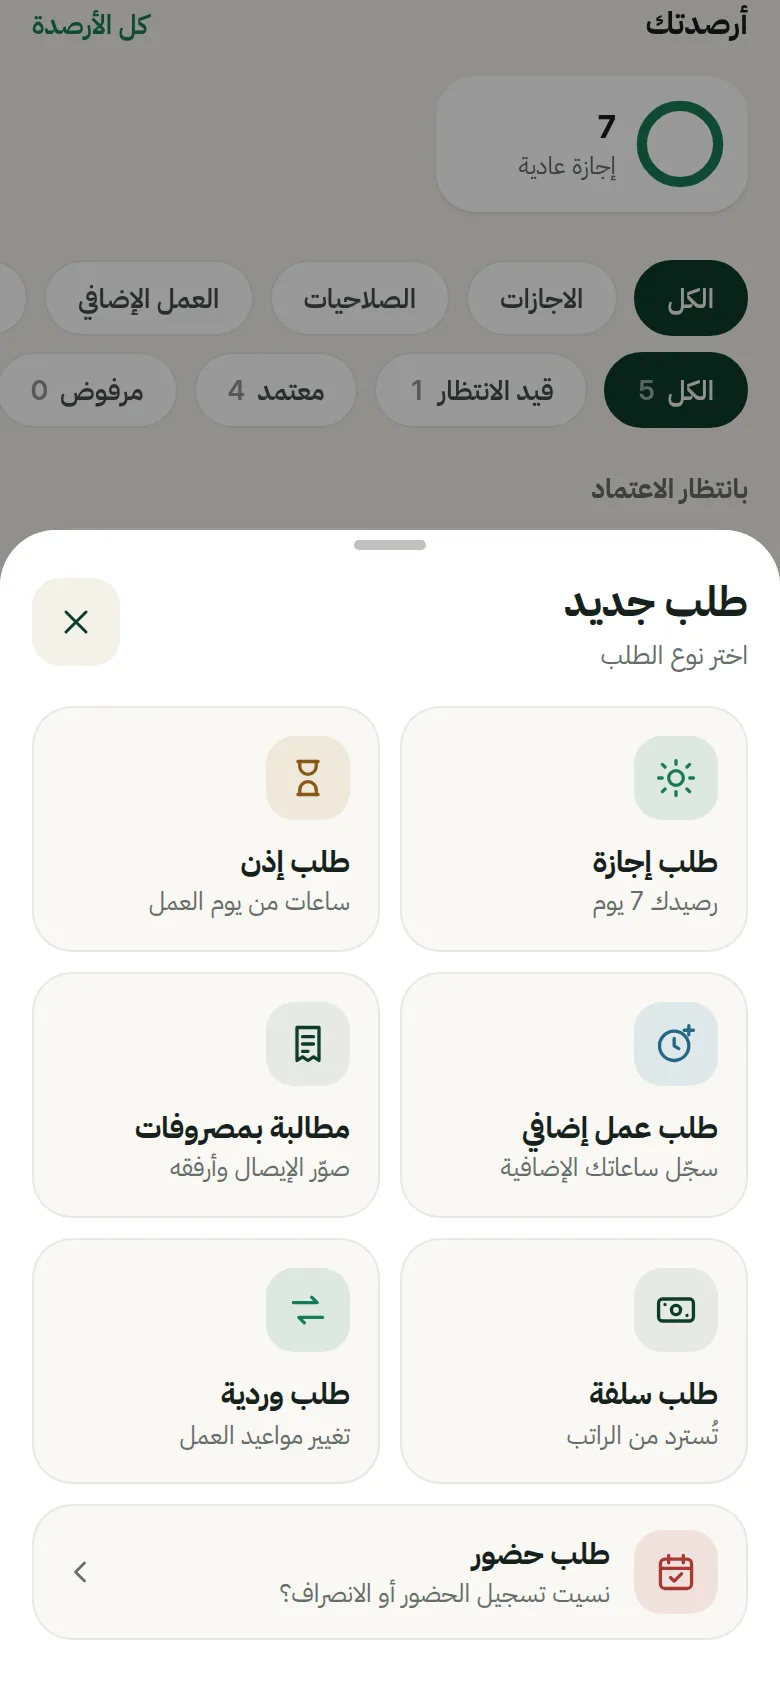 أرصدتك
كل الأرصدة
7
إجازة عادية
الكل
الاجازات
الصلاحيات
العمل الإضافي
الكل 5
قيد الانتظار 1
معتمد 4
مرفوض 0
بانتظار الاعتماد
طلب جديد
اختر نوع الطلب
طلب إجازة
رصيدك 7 يوم
طلب إذن
ساعات من يوم العمل
طلب عمل إضافي
سجّل ساعاتك الإضافية
مطالبة بمصروفات
صوّر الإيصال وأرفقه
طلب سلفة
تُسترد من الراتب
طلب وردية
تغيير مواعيد العمل
طلب حضور
نسيت تسجيل الحضور أو الانصراف؟